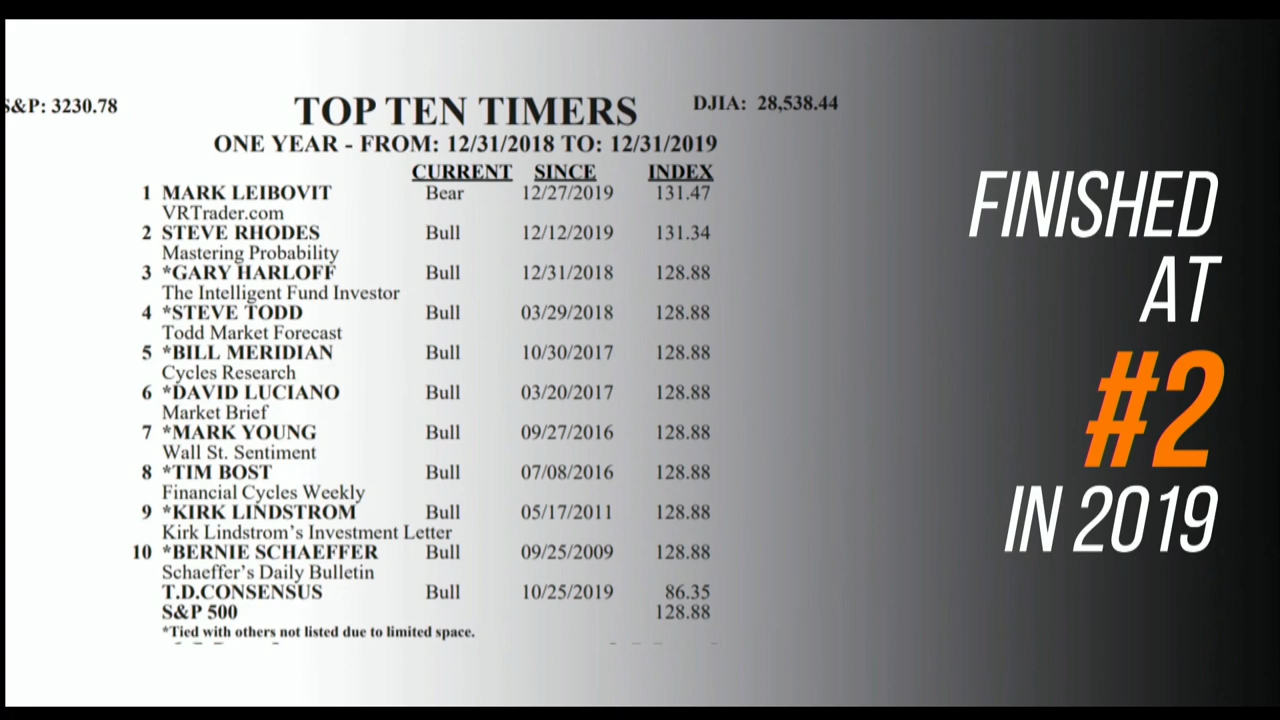 S&P: 3230.78
TOP TEN TIMERS
DJIA: 28,538.44
ONE YEAR - FROM: 12/31/2018 TO: 12/31/2019
CURRENT SINCE INDEX
1 MARK LEIBOVIT Bear 12/27/2019 131.47
VRTrader.com
2 STEVE RHODES Bull 12/12/2019 131.34
Mastering Probability
3 *GARY HARLOFF Bull 12/31/2018 128.88
The Intelligent Fund Investor
4 *STEVE TODD Bull 03/29/2018 128.88
Todd Market Forecast
5 *BILL MERIDIAN Bull 10/30/2017 128.88
Cycles Research
6 *DAVID LUCIANO Bull 03/20/2017 128.88
Market Brief
7 *MARK YOUNG Bull 09/27/2016 128.88
Wall St. Sentiment
8 *TIM BOST Bull 07/08/2016 128.88
Financial Cycles Weekly
9 *KIRK LINDSTROM Bull 05/17/2011 128.88
Kirk Lindstrom's Investment Letter
10 *BERNIE SCHAEFFER Bull 09/25/2009 128.88
Schaeffer's Daily Bulletin
T.D.CONSENSUS Bull 10/25/2019 86.35
S&P 500 128.88
*Tied with others not listed due to limited space.
FINISHED
AT
#2
IN 2019